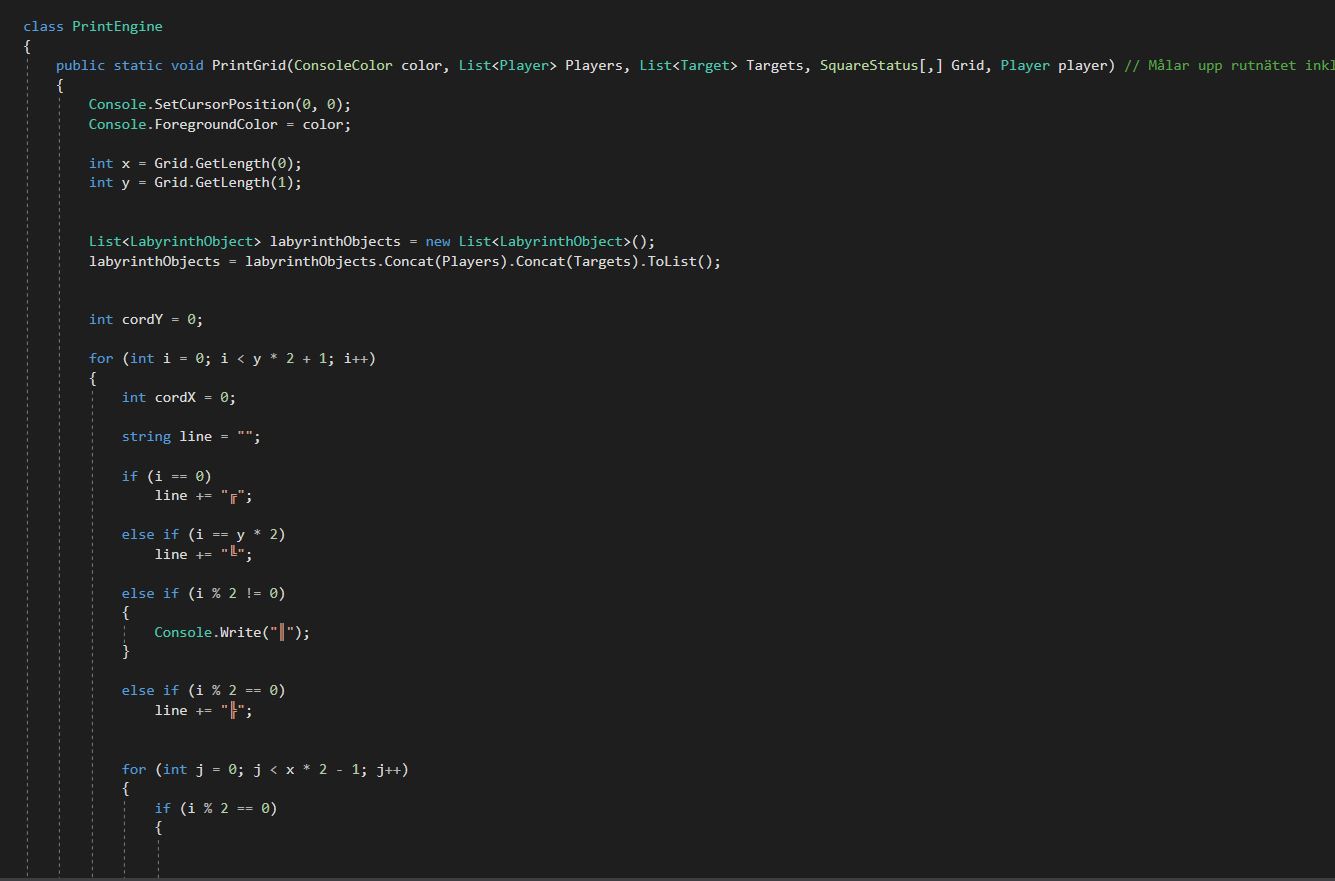 class PrintEngine
{
public static void PrintGrid(ConsoleColor color, List<Player> Players, List<Target> Targets, SquareStatus[,] Grid, Player player) // Målar upp rutnätet inkl
{
Console.SetCursorPosition(0, 0);
Console.ForegroundColor = color;
int x = Grid.GetLength(0);
int y = Grid.GetLength(1);
List<LabyrinthObject> labyrinthObjects = new List<LabyrinthObject>();
labyrinthObjects = labyrinthObjects.Concat(Players).Concat(Targets).ToList();
int cordY = 0;
for (int i = 0; i < y * 2 + 1; i++)
{
int cordX = 0;
string line = "";
if (i == 0)
line += "╔";
else if (i == y * 2)
line += "╚";
else if (i % 2 != 0)
{
Console.Write("║");
}
else if (i % 2 == 0)
line += "╠";
for (int j = 0; j < x * 2 - 1; j++)
{
if (i % 2 == 0)
{